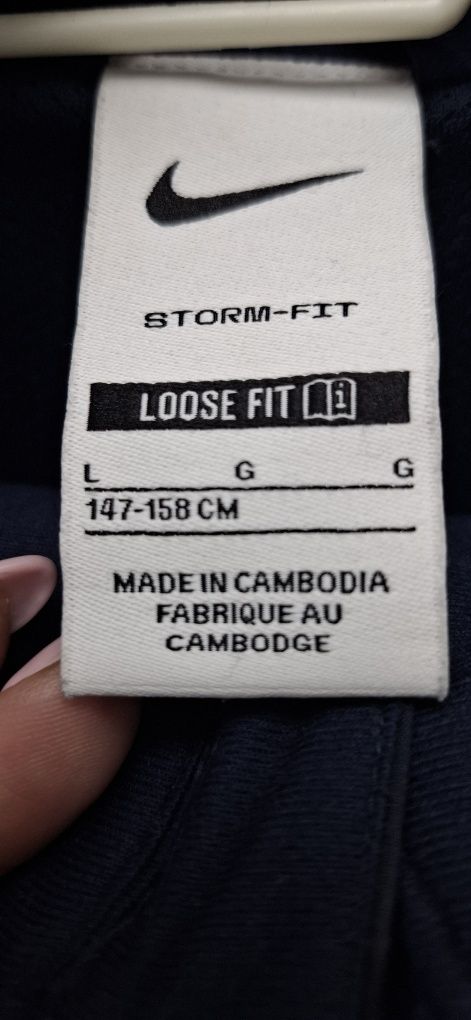 STORM-FIT
LOOSE FIT i
L G G
147-158 CM
MADE IN CAMBODIA
FABRIQUE AU
CAMBODGE